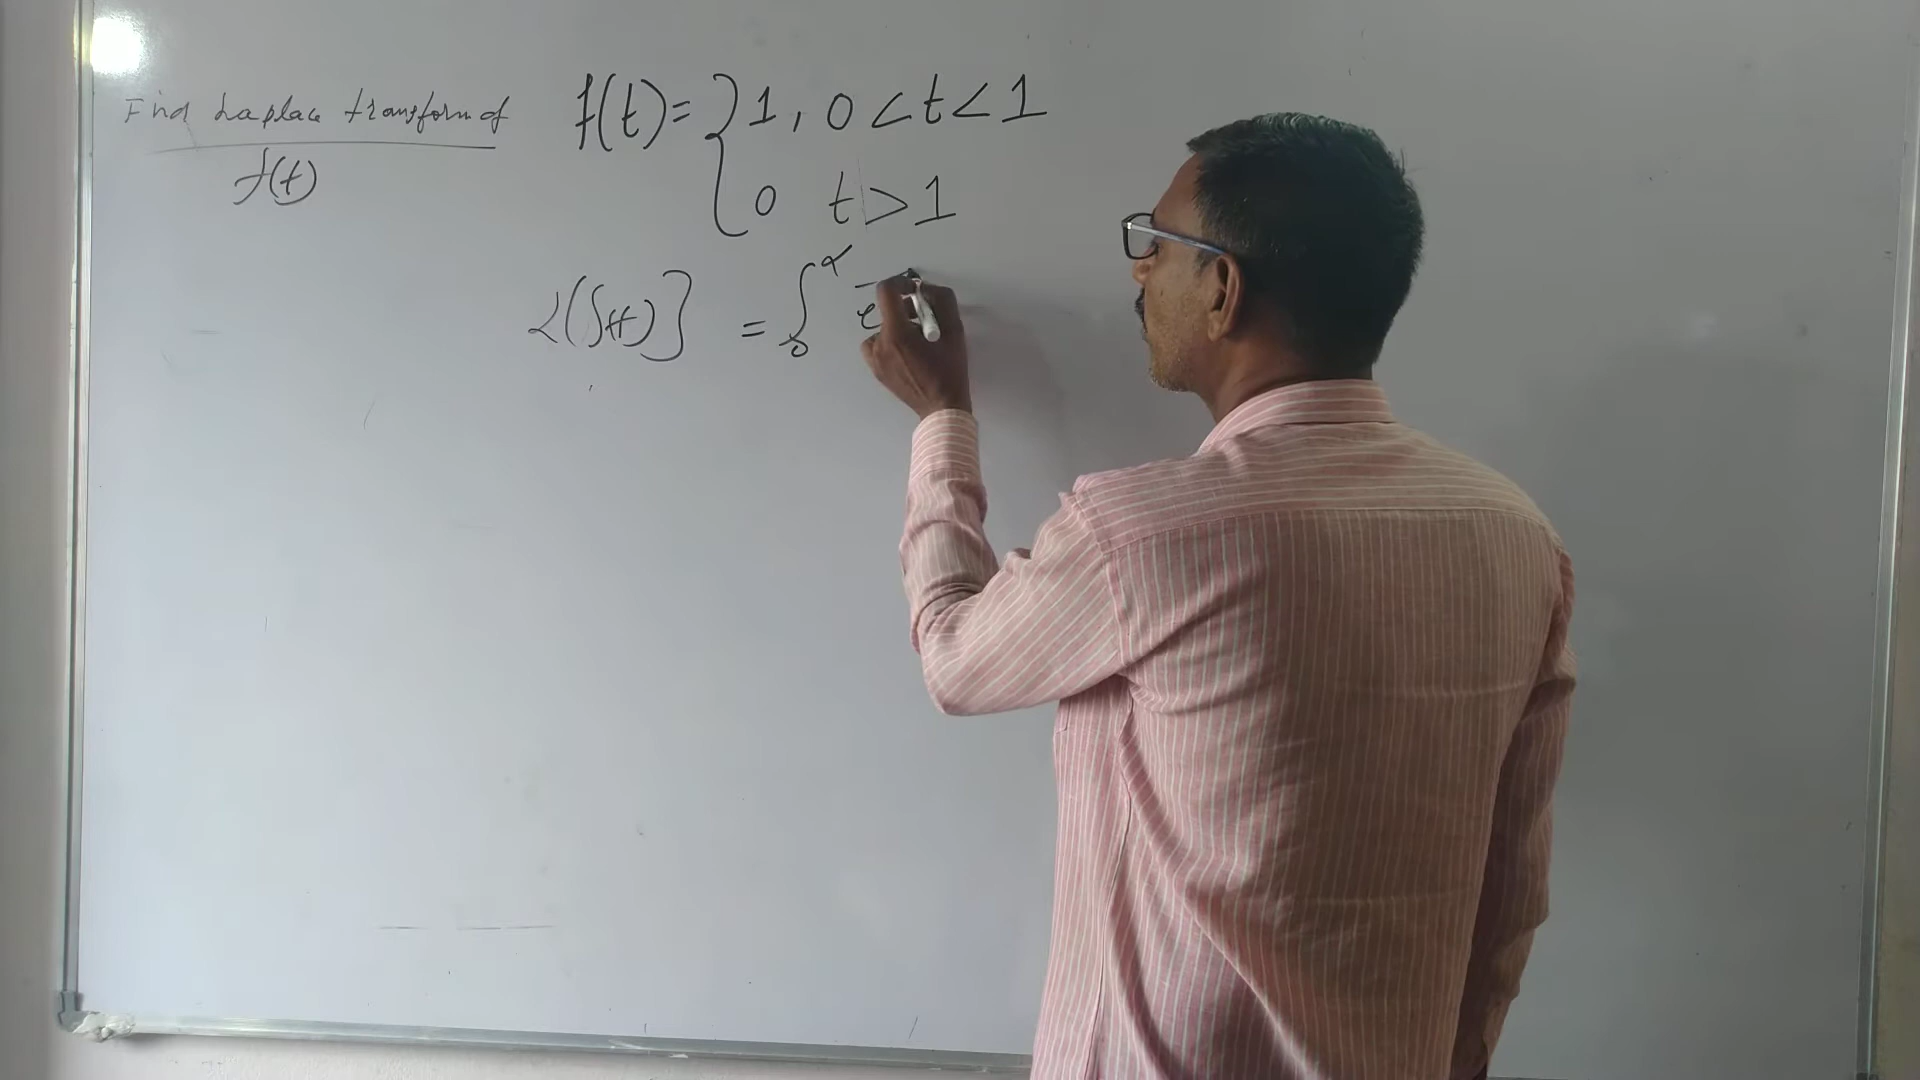 Find Laplace transform of f(t) = { 1, 0 < t < 1
f(t)
0 t > 1
L{f(t)} = ∫₀^∝ e⁻